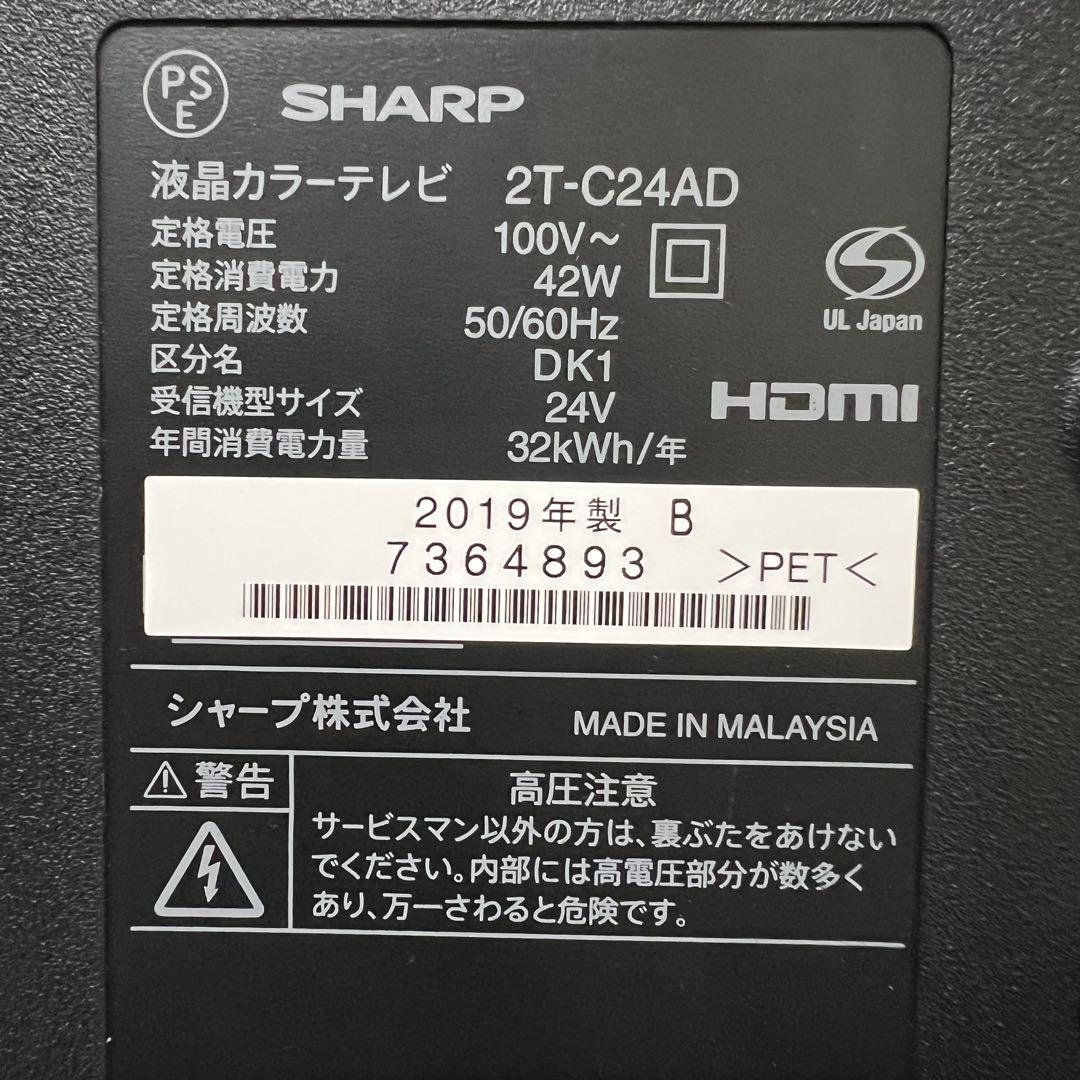 PSE SHARP
液晶カラーテレビ 2T-C24AD
定格電圧 100V～
定格消費電力 42W
定格周波数 50/60Hz
区分名 DK1
受信機型サイズ 24V
年間消費電力量 32kWh/年
UL Japan
HDMI
2019年製 B
7364893 >PET<
シャープ株式会社 MADE IN MALAYSIA
警告
高圧注意
サービスマン以外の方は、裏ぶたをあけない
でください。内部には高電圧部分が数多く
あり、万一さわると危険です。